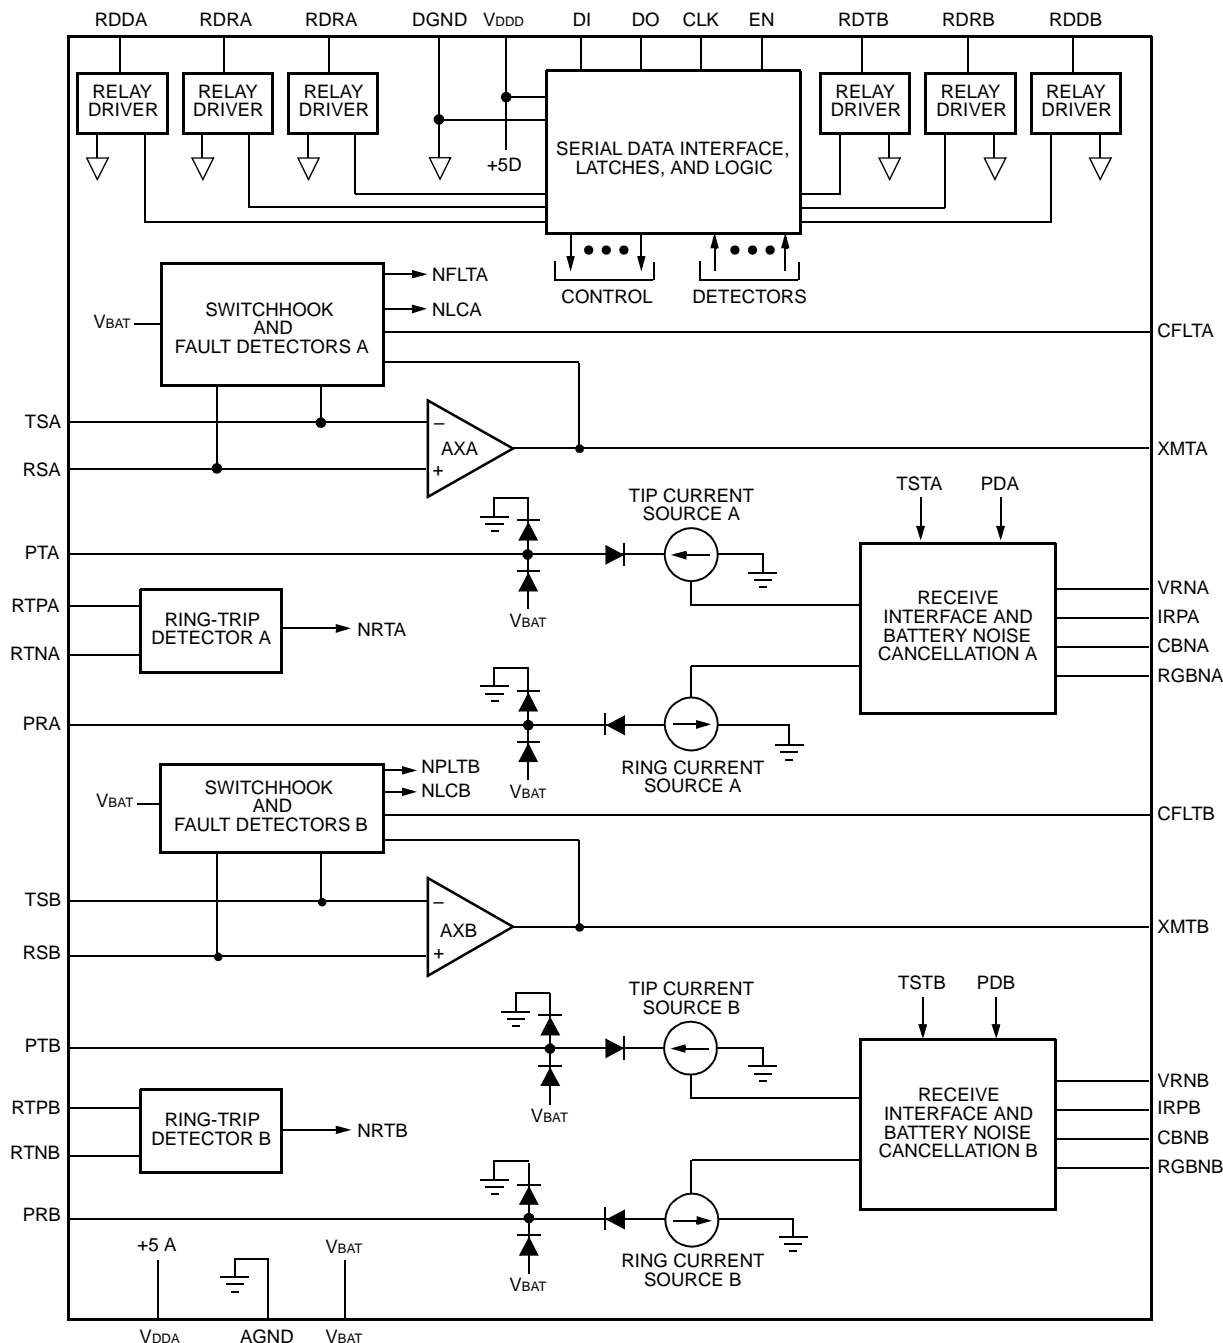 RDDA RDRA RDRA DGND VDDD DI DO CLK EN RDTB RDRB RDDB
RELAY
DRIVER
RELAY
DRIVER
RELAY
DRIVER
RELAY
DRIVER
RELAY
DRIVER
RELAY
DRIVER
+5D
SERIAL DATA INTERFACE,
LATCHES, AND LOGIC
CONTROL
DETECTORS
VBAT
SWITCHHOOK
AND
FAULT DETECTORS A
NFLTA
NLCA
CFLTA
TSA
RSA
–
AXA
+
XMTA
TIP CURRENT
SOURCE A
TSTA
PDA
PTA
VBAT
RTPA
RTNA
RING-TRIP
DETECTOR A
NRTA
RECEIVE
INTERFACE AND
BATTERY NOISE
CANCELLATION A
VRNA
IRPA
CBNA
RGBNA
PRA
VBAT
RING CURRENT
SOURCE A
VBAT
SWITCHHOOK
AND
FAULT DETECTORS B
NPLTB
NLCB
CFLTB
TSB
RSB
–
AXB
+
XMTB
TIP CURRENT
SOURCE B
TSTB
PDB
PTB
VBAT
RTPB
RTNB
RING-TRIP
DETECTOR B
NRTB
RECEIVE
INTERFACE AND
BATTERY NOISE
CANCELLATION B
VRNB
IRPB
CBNB
RGBNB
PRB
VBAT
RING CURRENT
SOURCE B
+5 A
VBAT
VDDA
AGND
VBAT